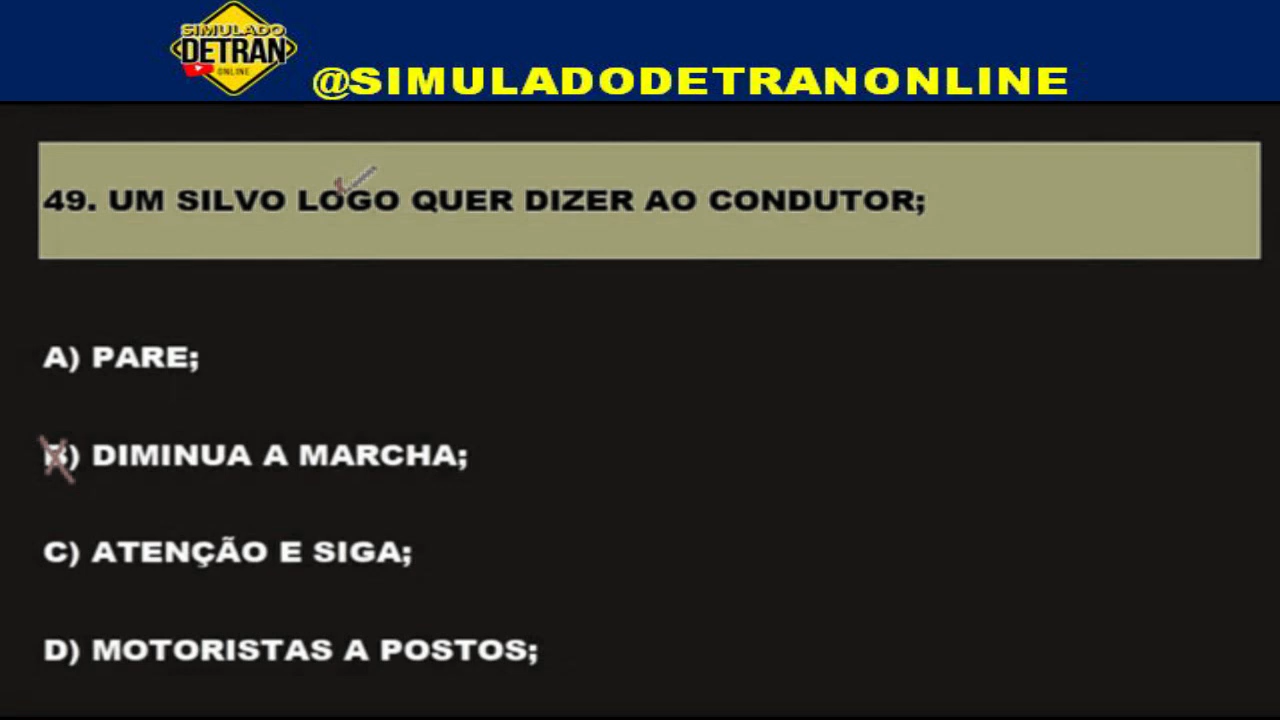 SIMULADO
DETRAN
ONLINE
@SIMULADODETRANONLINE
49. UM SILVO LOGO QUER DIZER AO CONDUTOR;
A) PARE;
B) DIMINUA A MARCHA;
C) ATENÇÃO E SIGA;
D) MOTORISTAS A POSTOS;